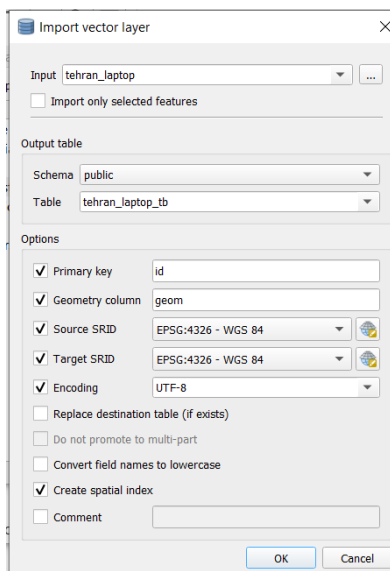 Import vector layer
Input tehran_laptop ...
Import only selected features
Output table
Schema public
Table tehran_laptop_tb
Options
Primary key id
Geometry column geom
Source SRID EPSG:4326 - WGS 84
Target SRID EPSG:4326 - WGS 84
Encoding UTF-8
Replace destination table (if exists)
Do not promote to multi-part
Convert field names to lowercase
Create spatial index
Comment
OK Cancel